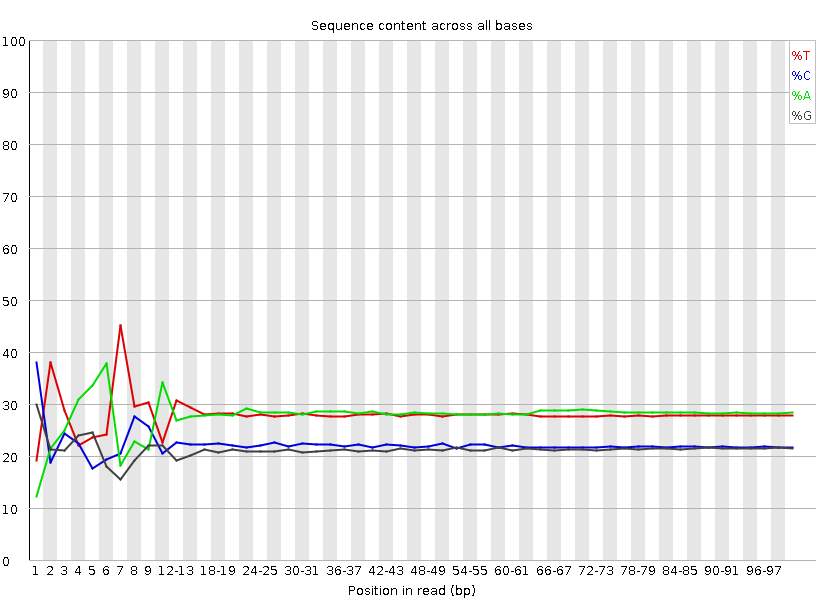 Sequence content across all bases
100
90
80
70
60
50
40
30
20
10
0
%T
%C
%A
%G
1 2 3 4 5 6 7 8 9 12-13 18-19 24-25 30-31 36-37 42-43 48-49 54-55 60-61 66-67 72-73 78-79 84-85 90-91 96-97
Position in read (bp)